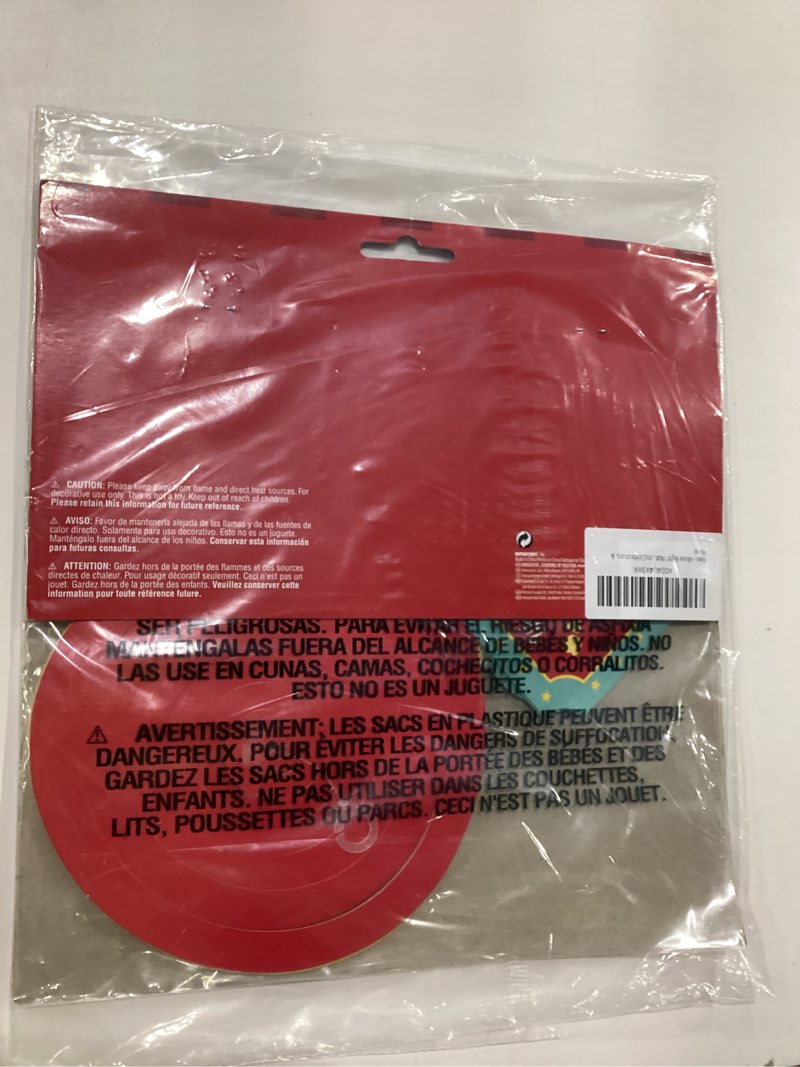 ⚠ CAUTION: Please keep away from flame and direct heat sources. For
decorative use only. This is not a toy. Keep out of reach of children.
Please retain this information for future reference.
⚠ AVISO: Favor de mantenerla alejada de las llamas y de las fuentes de
calor directo. Solamente para uso decorativo. Esto no es un juguete.
Manténgalo fuera del alcance de los niños. Conservar esta información
para futuras consultas.
⚠ ATTENTION: Gardez hors de la portée des flammes et des sources
directes de chaleur. Pour usage décoratif seulement. Ceci n'est pas un
jouet. Gardez hors de la portée des enfants. Veuillez conserver cette
information pour toute référence future.
amscan
X004L4X9XR
SER PELIGROSAS. PARA EVITAR EL RIESGO DE ASFIXIA
MANTÉNGALAS FUERA DEL ALCANCE DE BEBÉS Y NIÑOS. NO
LAS USE EN CUNAS, CAMAS, COCHECITOS O CORRALITOS.
ESTO NO ES UN JUGUETE.
⚠ AVERTISSEMENT: LES SACS EN PLASTIQUE PEUVENT ÊTRE
DANGEREUX. POUR ÉVITER LES DANGERS DE SUFFOCATION,
GARDEZ LES SACS HORS DE LA PORTÉE DES BÉBÉS ET DES
ENFANTS. NE PAS UTILISER DANS LES COUCHETTES,
LITS, POUSSETTES OU PARCS. CECI N'EST PAS UN JOUET.